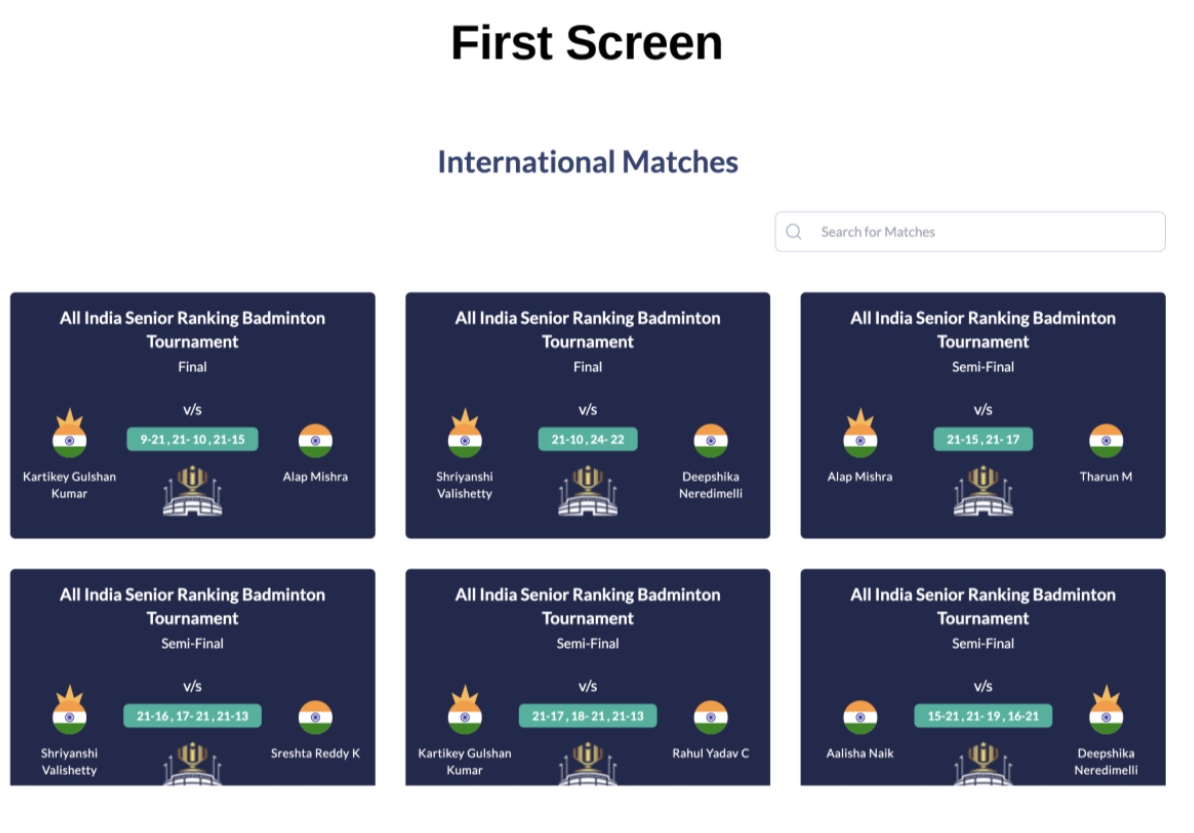 First Screen
International Matches
Search for Matches
All India Senior Ranking Badminton
Tournament
Final
v/s
9-21 , 21- 10 , 21-15
Kartikey Gulshan
Kumar
Alap Mishra
All India Senior Ranking Badminton
Tournament
Final
v/s
21-10 , 24- 22
Shriyanshi
Valishetty
Deepshika
Neredimelli
All India Senior Ranking Badminton
Tournament
Semi-Final
v/s
21-15 , 21- 17
Alap Mishra
Tharun M
All India Senior Ranking Badminton
Tournament
Semi-Final
v/s
21-16 , 17- 21 , 21-13
Shriyanshi
Valishetty
Sreshta Reddy K
All India Senior Ranking Badminton
Tournament
Semi-Final
v/s
21-17 , 18- 21 , 21-13
Kartikey Gulshan
Kumar
Rahul Yadav C
All India Senior Ranking Badminton
Tournament
Semi-Final
v/s
15-21 , 21- 19 , 16-21
Aalisha Naik
Deepshika
Neredimelli